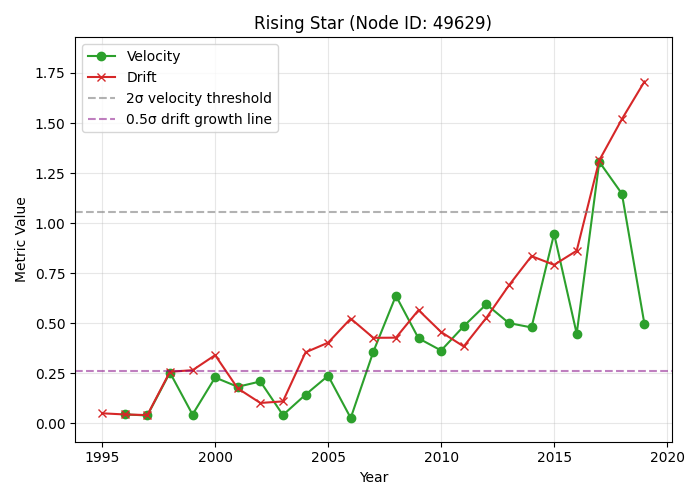 Rising Star (Node ID: 49629)
Velocity
Drift
2σ velocity threshold
0.5σ drift growth line
Metric Value
1.75
1.50
1.25
1.00
0.75
0.50
0.25
0.00
1995 2000 2005 2010 2015 2020
Year